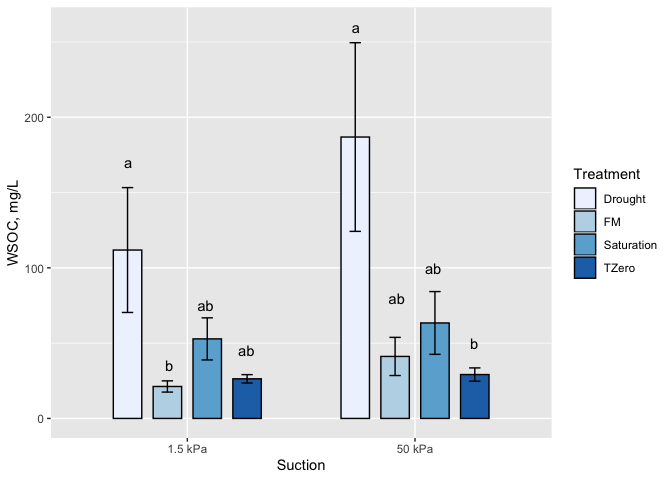 a
a
ab
ab
ab
ab
b
b
200
100
0
WSOC, mg/L
1.5 kPa
50 kPa
Suction
Treatment
Drought
FM
Saturation
TZero